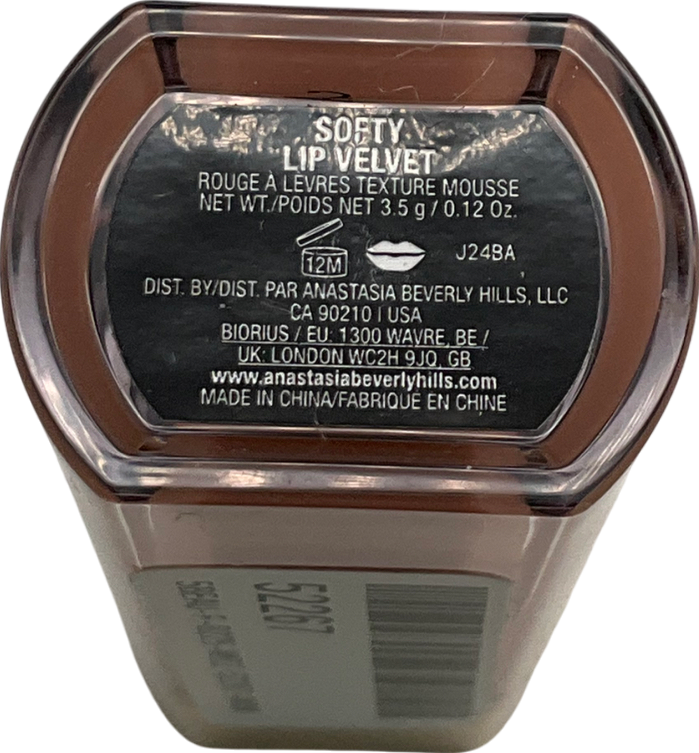 SOFTY
LIP VELVET
ROUGE À LÈVRES TEXTURE MOUSSE
NET WT./POIDS NET 3.5 g / 0.12 Oz.
12M J24BA
DIST. BY/DIST. PAR ANASTASIA BEVERLY HILLS, LLC
CA 90210 | USA
BIORIUS / EU: 1300 WAVRE, BE /
UK: LONDON WC2H 9JQ, GB
www.anastasiabeverlyhills.com
MADE IN CHINA/FABRIQUÉ EN CHINE
52267